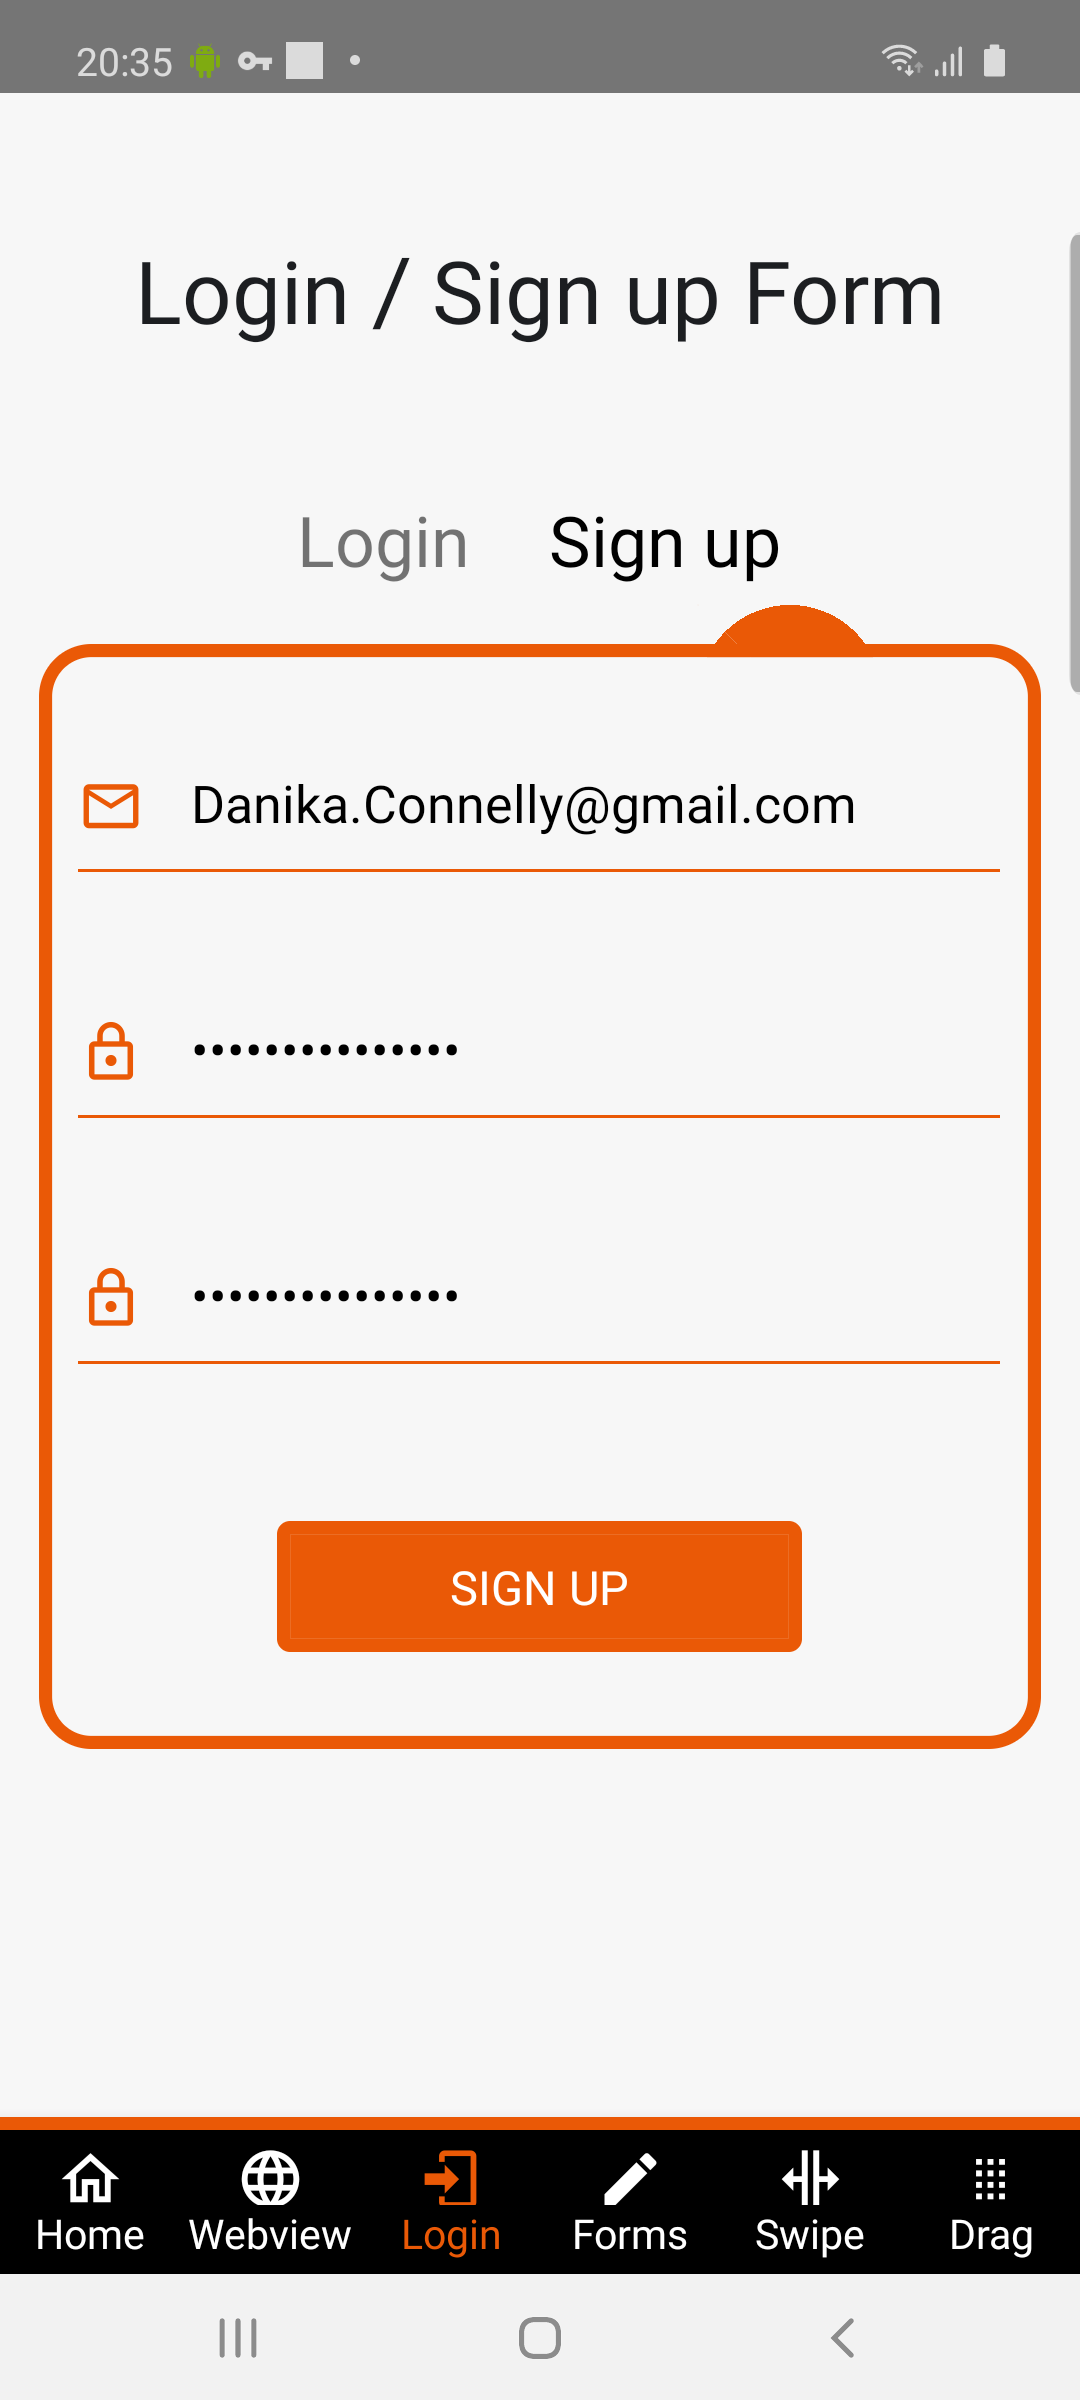 20:35
Login / Sign up Form
Login Sign up
Danika.Connelly@gmail.com
•••••••••••••••
•••••••••••••••
SIGN UP
Home Webview Login Forms Swipe Drag